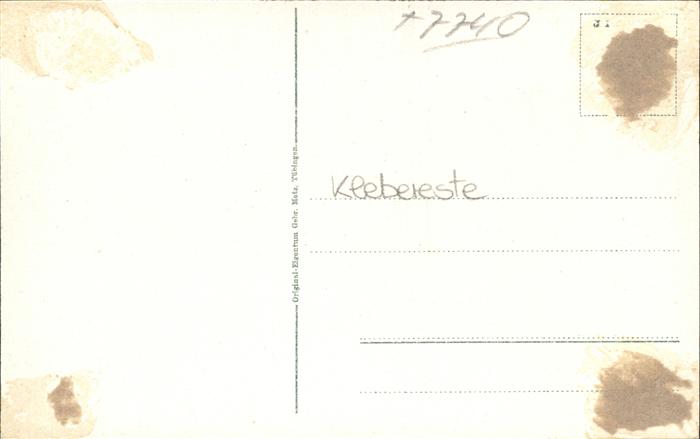 +7740
Klebereste
Original-Eigentum Gebr. Metz, Tübingen.